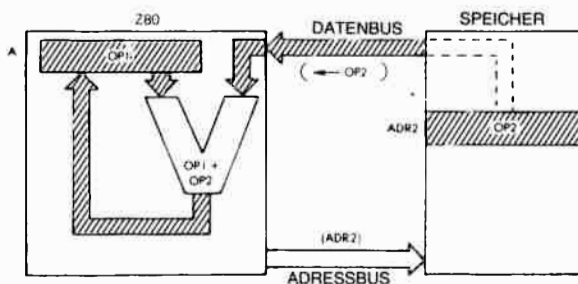 Z80
DATENBUS
SPEICHER
A
OP1
( ← OP2 )
ADR2
OP2
OP1 +
OP2
(ADR2)
ADRESSBUS